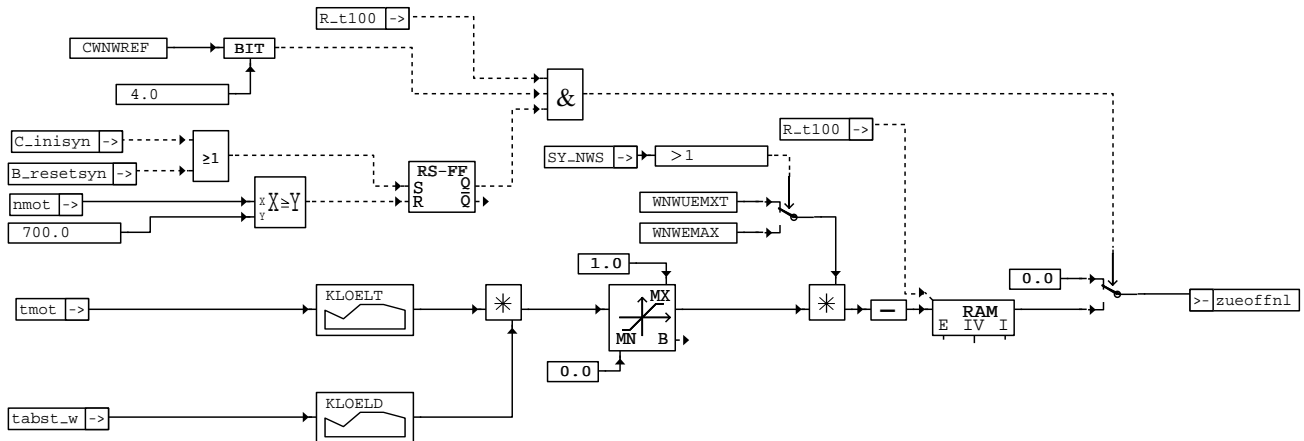 R_t100 ->
CWNWREF
BIT
4.0
&
R_t100 ->
C_inisyn ->
≥1
SY_NWS ->
>1
B_resetsyn ->
RS-FF
S Q
R Q
nmot ->
X X≥Y
Y
WNWUEMXT
700.0
WNWEMAX
1.0
0.0
tmot ->
KLOELT
*
MX
MN B
*
−
RAM
E IV I
>- zueoffnl
0.0
tabst_w ->
KLOELD